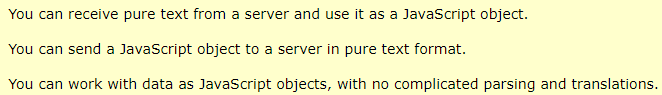 You can receive pure text from a server and use it as a JavaScript object.
You can send a JavaScript object to a server in pure text format.
You can work with data as JavaScript objects, with no complicated parsing and translations.